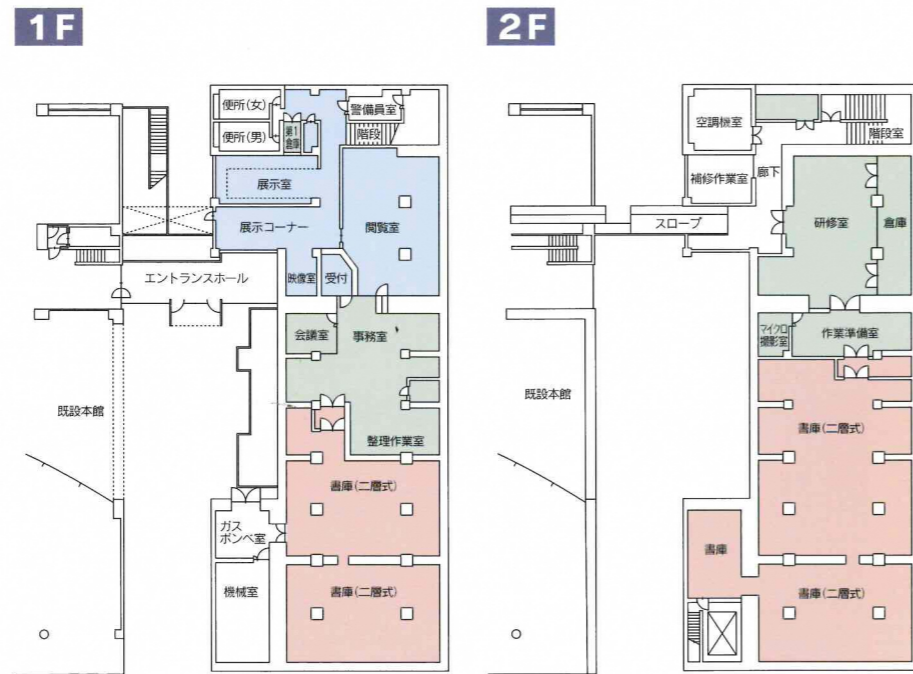 1F
便所(女)
便所(男)
第1
倉庫
警備員室
階段
展示室
展示コーナー
閲覧室
エントランスホール
映像室
受付
会議室
事務室
既設本館
整理作業室
書庫(二層式)
ガス
ボンベ室
機械室
書庫(二層式)
2F
空調機室
階段室
補修作業室
廊下
スロープ
研修室
倉庫
マイクロ
撮影室
作業準備室
既設本館
書庫(二層式)
書庫
書庫(二層式)